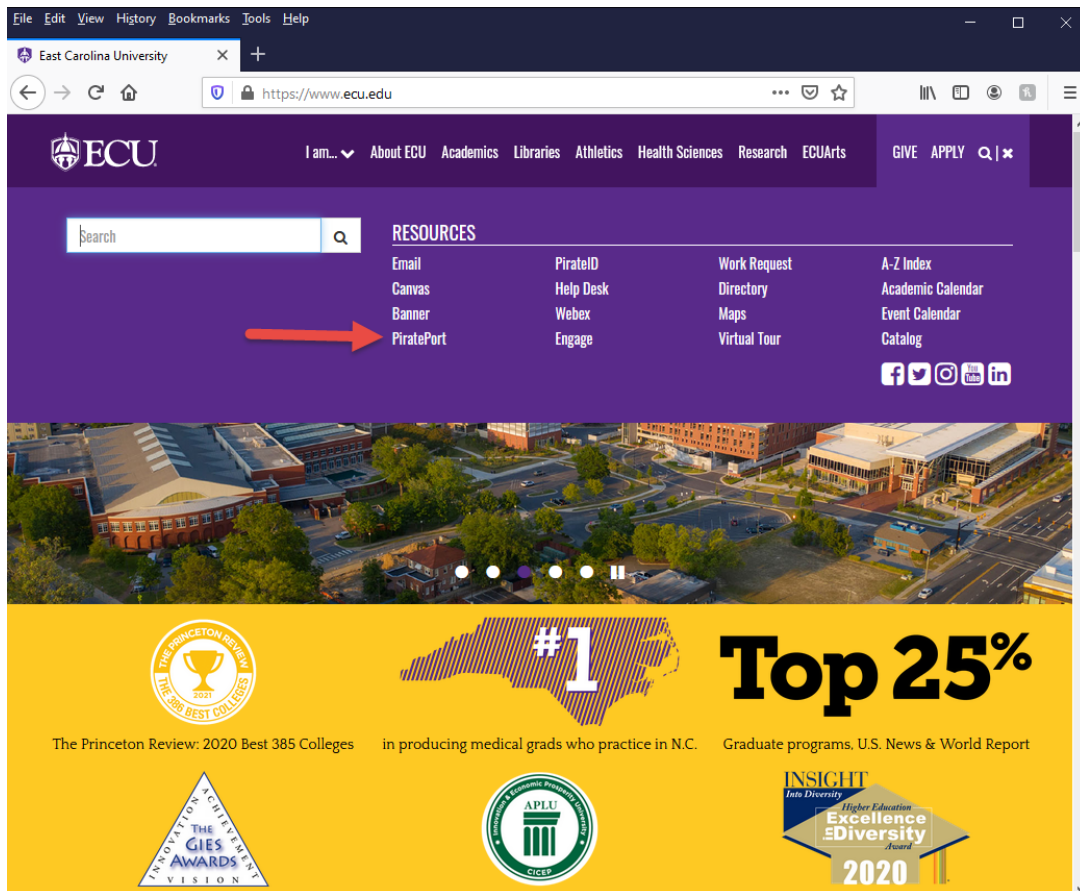 File Edit View History Bookmarks Tools Help
East Carolina University
https://www.ecu.edu
ECU
I am... About ECU Academics Libraries Athletics Health Sciences Research ECUArts GIVE APPLY
Search
RESOURCES
Email PirateID Work Request A-Z Index
Canvas Help Desk Directory Academic Calendar
Banner Webex Maps Event Calendar
PiratePort Engage Virtual Tour Catalog
You
Tube
in
THE PRINCETON REVIEW
2021
THE 386 BEST COLLEGES
#1
Top 25%
The Princeton Review: 2020 Best 385 Colleges
in producing medical grads who practice in N.C.
Graduate programs, U.S. News & World Report
INNOVATION ACHIEVEMENT
THE
GIES
AWARDS
VISION
Innovation & Economic Prosperity University
APLU
CICEP
INSIGHT
Into Diversity
Higher Education
Excellence
IN Diversity
Award
2020